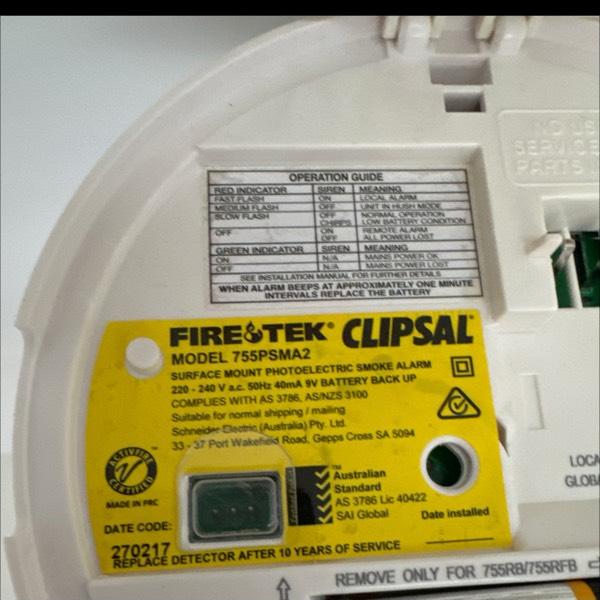 NO US
SERVICE
PARTS
OPERATION GUIDE
RED INDICATOR SIREN MEANING
FAST FLASH ON LOCAL ALARM
MEDIUM FLASH OFF UNIT IN HUSH MODE
SLOW FLASH OFF NORMAL OPERATION
CHIRPS LOW BATTERY CONDITION
OFF ON REMOTE ALARM
OFF ALL POWER LOST
GREEN INDICATOR SIREN MEANING
ON N/A MAINS POWER OK
OFF N/A MAINS POWER LOST
SEE INSTALLATION MANUAL FOR FURTHER DETAILS
WHEN ALARM BEEPS AT APPROXIMATELY ONE MINUTE
INTERVALS REPLACE THE BATTERY
FIRETEK® CLIPSAL®
MODEL 755PSMA2
SURFACE MOUNT PHOTOELECTRIC SMOKE ALARM
220 - 240 V a.c. 50Hz 40mA 9V BATTERY BACK UP
COMPLIES WITH AS 3786, AS/NZS 3100
Suitable for normal shipping / mailing
Schneider Electric (Australia) Pty. Ltd.
33 - 37 Port Wakefield Road, Gepps Cross SA 5094
ACTIVFIRE
CERTIFIED
MADE IN PRC
™
Australian
Standard
AS 3786 Lic 40422
SAI Global
Date installed
LOCA
GLOBA
DATE CODE:
270217
REPLACE DETECTOR AFTER 10 YEARS OF SERVICE
REMOVE ONLY FOR 755RB/755RFB